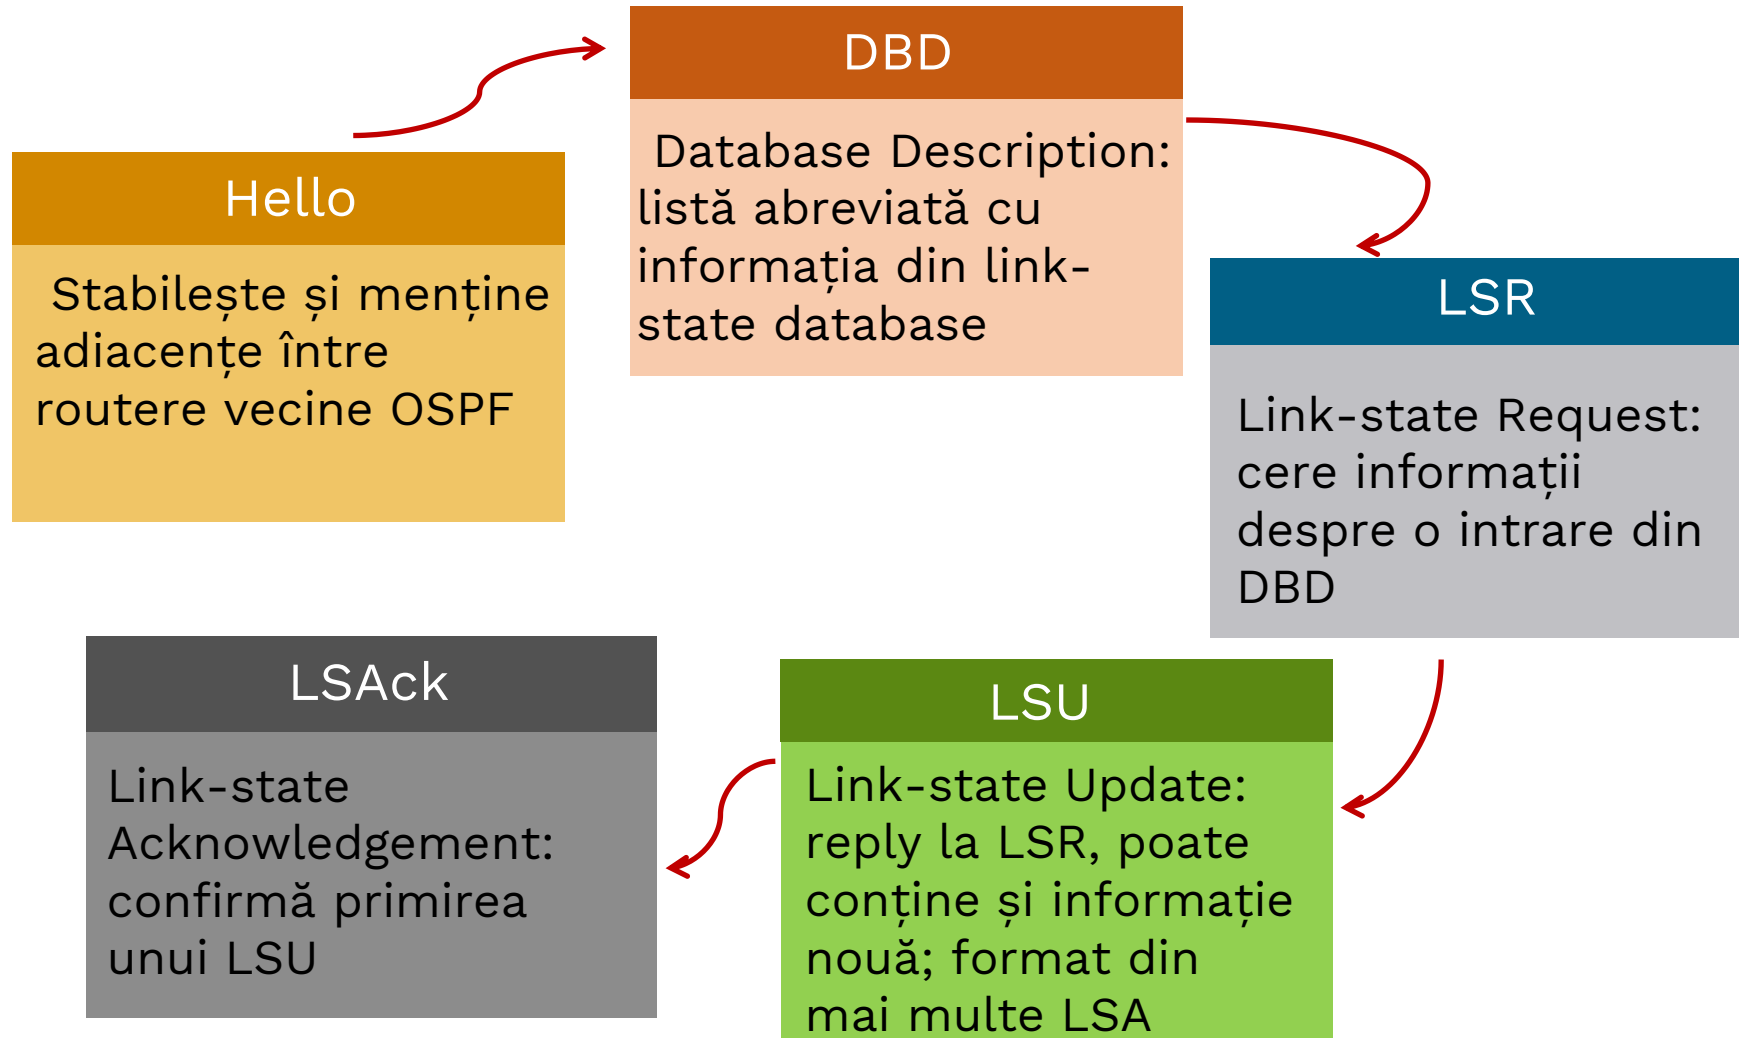 Hello
Stabilește și menține
adiacențe între
routere vecine OSPF
DBD
Database Description:
listă abreviată cu
informația din link-
state database
LSR
Link-state Request:
cere informații
despre o intrare din
DBD
LSU
Link-state Update:
reply la LSR, poate
conține și informație
nouă; format din
mai multe LSA
LSAck
Link-state
Acknowledgement:
confirmă primirea
unui LSU